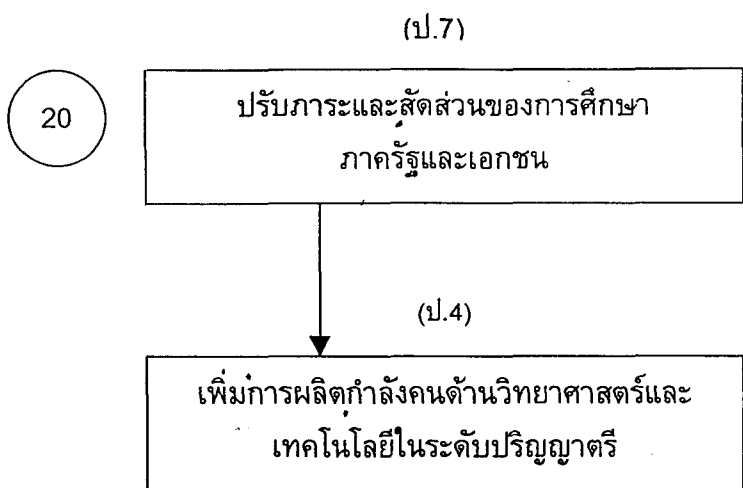 (ป.7)
20
ปรับภาระและสัดส่วนของการศึกษา
ภาครัฐและเอกชน
(ป.4)
เพิ่มการผลิตกำลังคนด้านวิทยาศาสตร์และ
เทคโนโลยีในระดับปริญญาตรี